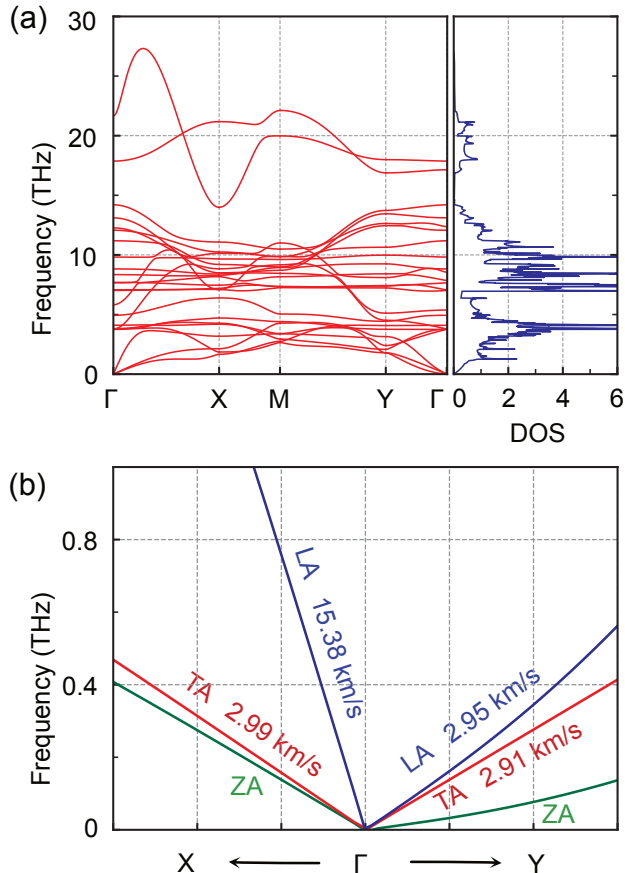 (a)
30
20
10
0
Frequency (THz)
Γ X M Y Γ
0 2 4 6
DOS
(b)
0.8
0.4
0
Frequency (THz)
LA 15.38 km/s
TA 2.99 km/s
ZA
LA 2.95 km/s
TA 2.91 km/s
ZA
X ← Γ → Y